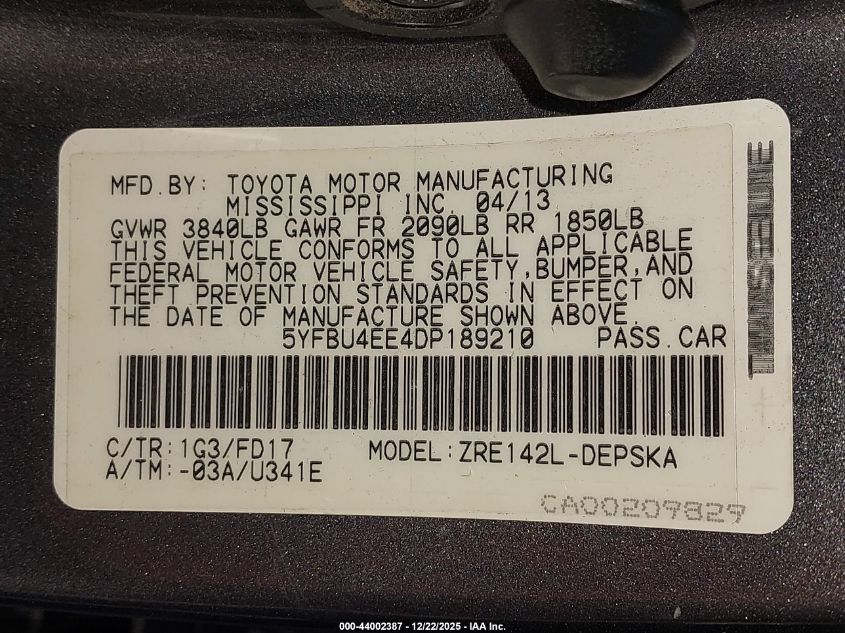 MFD.BY: TOYOTA MOTOR MANUFACTURING
MISSISSIPPI INC. 04/13
GVWR 3840LB GAWR FR 2090LB RR 1850LB
THIS VEHICLE CONFORMS TO ALL APPLICABLE
FEDERAL MOTOR VEHICLE SAFETY,BUMPER,AND
THEFT PREVENTION STANDARDS IN EFFECT ON
THE DATE OF MANUFACTURE SHOWN ABOVE.
5YFBU4EE4DP189210 PASS.CAR
C/TR:1G3/FD17 MODEL:ZRE142L-DEPSKA
A/TM:-03A/U341E
CA00209829
000-44002387 - 12/22/2025 - IAA Inc.